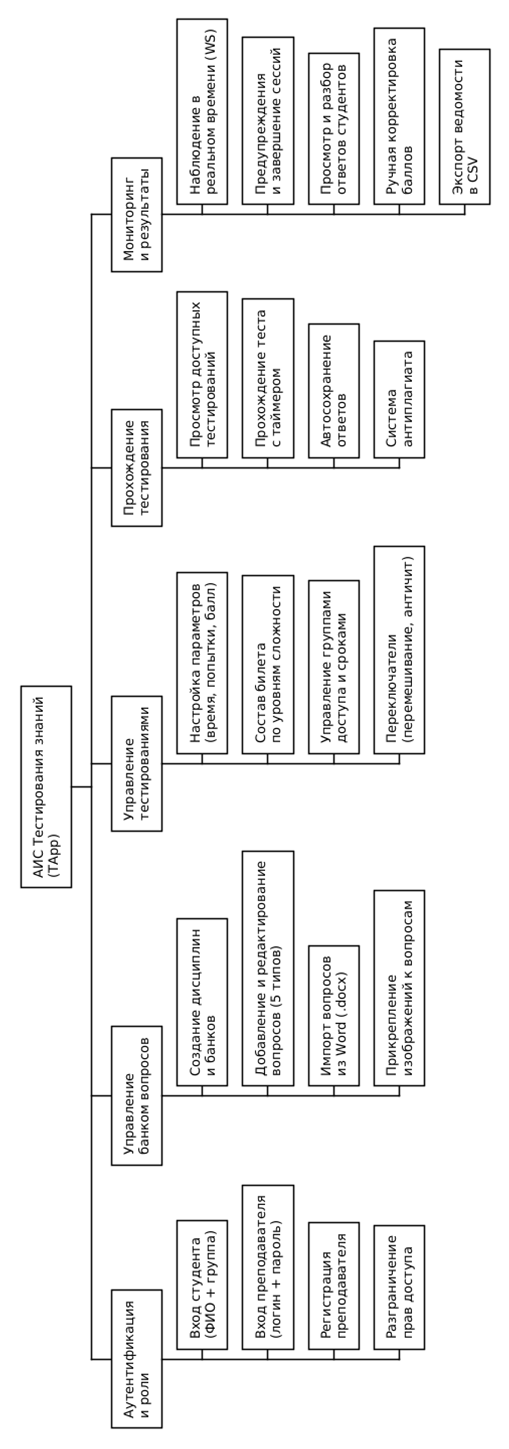 АИС Тестирования знаний
(TApp)
Аутентификация
и роли
Вход студента
(ФИО + группа)
Вход преподавателя
(логин + пароль)
Регистрация
преподавателя
Разграничение
прав доступа
Управление
банком вопросов
Создание дисциплин
и банков
Добавление и редактирование
вопросов (5 типов)
Импорт вопросов
из Word (.docx)
Прикрепление
изображений к вопросам
Управление
тестированиями
Настройка параметров
(время, попытки, балл)
Состав билета
по уровням сложности
Управление группами
доступа и сроками
Переключатели
(перемешивание, античит)
Прохождение
тестирования
Просмотр доступных
тестирований
Прохождение теста
с таймером
Автосохранение
ответов
Система
антиплагиата
Мониторинг
и результаты
Наблюдение в
реальном времени (WS)
Предупреждения
и завершение сессий
Просмотр и разбор
ответов студентов
Ручная корректировка
баллов
Экспорт ведомости
в CSV